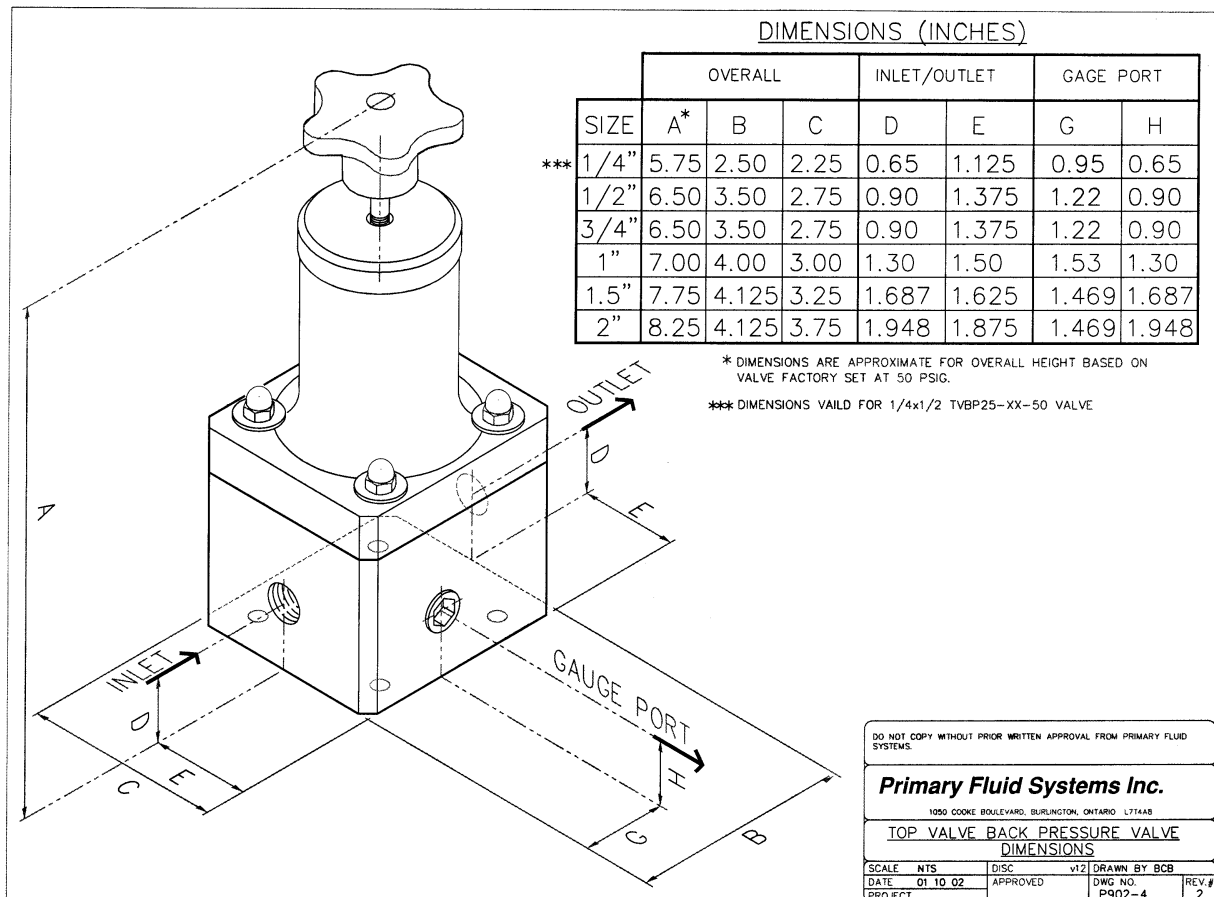 DIMENSIONS (INCHES)
OVERALL INLET/OUTLET GAGE PORT
SIZE A* B C D E G H
*** 1/4" 5.75 2.50 2.25 0.65 1.125 0.95 0.65
1/2" 6.50 3.50 2.75 0.90 1.375 1.22 0.90
3/4" 6.50 3.50 2.75 0.90 1.375 1.22 0.90
1" 7.00 4.00 3.00 1.30 1.50 1.53 1.30
1.5" 7.75 4.125 3.25 1.687 1.625 1.469 1.687
2" 8.25 4.125 3.75 1.948 1.875 1.469 1.948
* DIMENSIONS ARE APPROXIMATE FOR OVERALL HEIGHT BASED ON
VALVE FACTORY SET AT 50 PSIG.
*** DIMENSIONS VAILD FOR 1/4x1/2 TVBP25-XX-50 VALVE
OUTLET
D
E
A
INLET
D
E
C
GAUGE PORT
H
G
B
DO NOT COPY WITHOUT PRIOR WRITTEN APPROVAL FROM PRIMARY FLUID
SYSTEMS.
Primary Fluid Systems Inc.
1050 COOKE BOULEVARD, BURLINGTON, ONTARIO L7T4A8
TOP VALVE BACK PRESSURE VALVE
DIMENSIONS
SCALE NTS DISC v12 DRAWN BY BCB
DATE 01 10 02 APPROVED DWG NO. REV.#
PROJECT P902-4 2